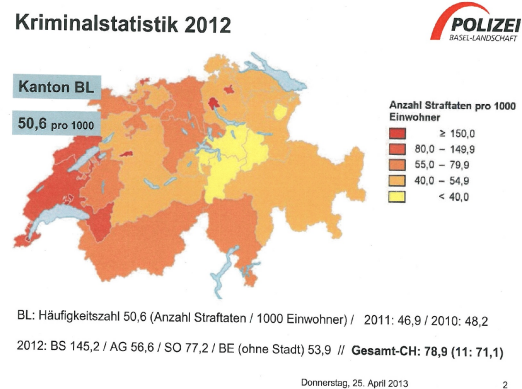 Kriminalstatistik 2012
POLIZEI
BASEL-LANDSCHAFT
Kanton BL
50,6 pro 1000
Anzahl Straftaten pro 1000
Einwohner
≥ 150,0
80,0 – 149,9
55,0 – 79,9
40,0 – 54,9
< 40,0
BL: Häufigkeitszahl 50,6 (Anzahl Straftaten / 1000 Einwohner) / 2011: 46,9 / 2010: 48,2
2012: BS 145,2 / AG 56,6 / SO 77,2 / BE (ohne Stadt) 53,9 // Gesamt-CH: 78,9 (11: 71,1)
Donnerstag, 25. April 2013
2